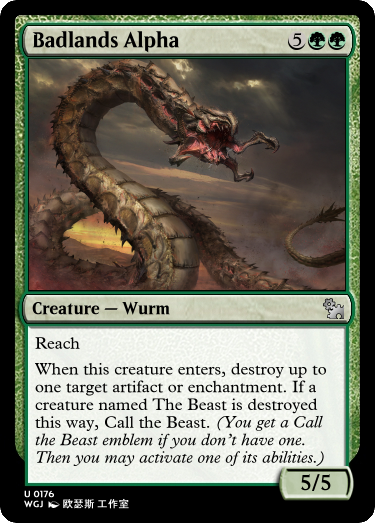 Badlands Alpha 5
Creature — Wurm
Reach
When this creature enters, destroy up to
one target artifact or enchantment. If a
creature named The Beast is destroyed
this way, Call the Beast. (You get a Call
the Beast emblem if you don't have one.
Then you may activate one of its abilities.)
5/5
U 0176
WGJ 欧瑟斯 工作室